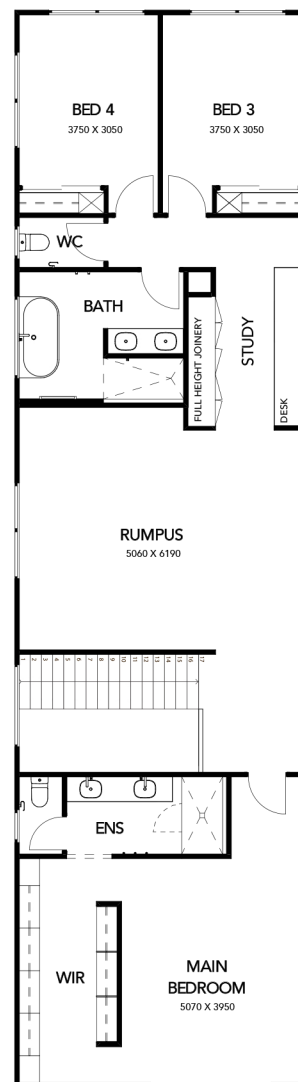 BED 4
3750 X 3050
BED 3
3750 X 3050
WC
BATH
FULL HEIGHT JOINERY
STUDY
DESK
RUMPUS
5060 X 6190
1 2 3 4 5 6 7 8 9 10 11 12 13 14 15 16 17
ENS
WIR
MAIN
BEDROOM
5070 X 3950